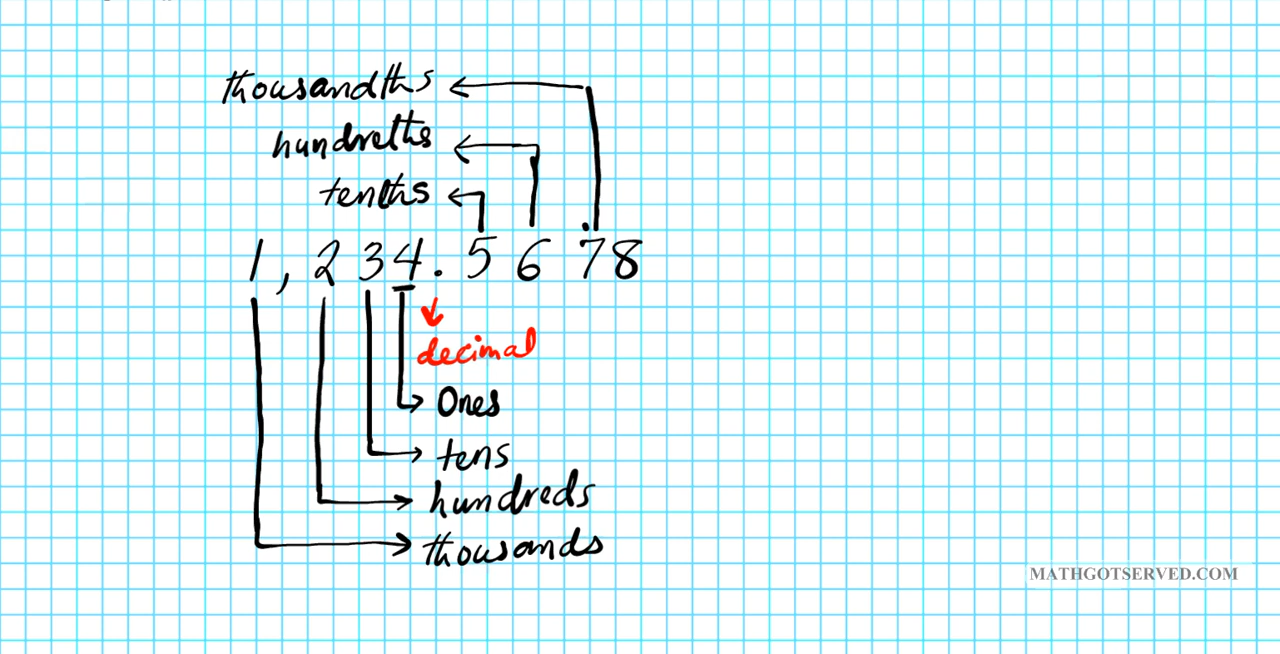 thousandths
hundreths
tenths
1,234.5678
decimal
Ones
tens
hundreds
thousands
MATHGOTSERVED.COM